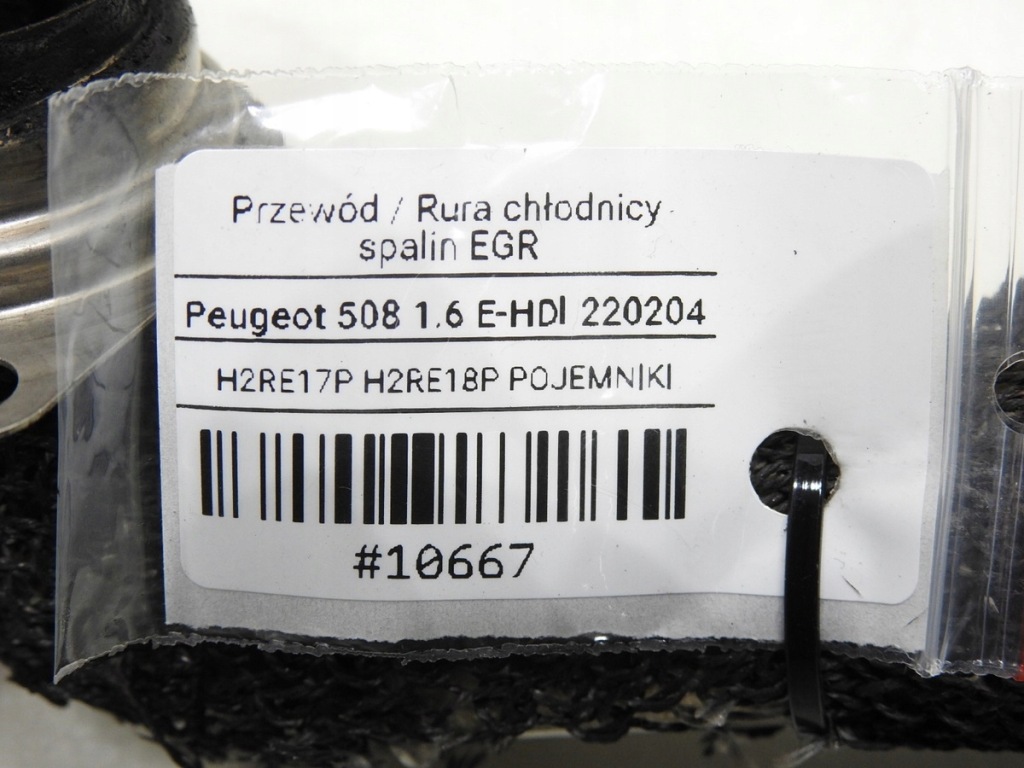 Przewód / Rura chłodnicy
spalin EGR
Peugeot 508 1.6 E-HDI 220204
H2RE17P H2RE18P POJEMNIKI
#10667